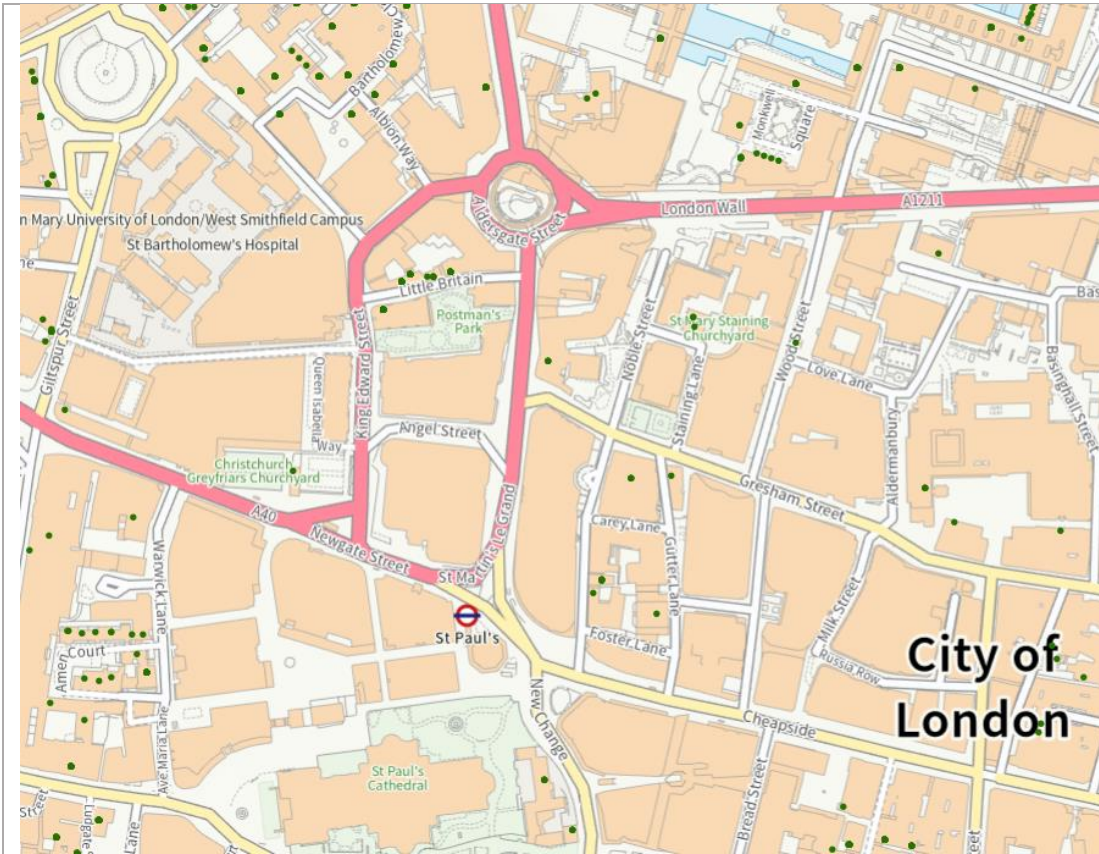 Bartholomew
Albion Way
Monkwell
Square
Aldersgate Street
London Wall
A1211
n Mary University of London/West Smithfield Campus
St Bartholomew's Hospital
Little Britain
Postman's
Park
St Mary Staining
Churchyard
Giltspur Street
King Edward Street
Queen Isabella
Way
Noble Street
Staining Lane
Wood Street
Love Lane
Bas
Basinghall Street
Aldermanbury
Angel Street
Christchurch
Greyfriars Churchyard
A40
Newgate Street
St Martin's Le Grand
Gresham Street
Carey Lane
Gutter Lane
Foster Lane
Milk Street
Russia Row
Warwick Lane
St Paul's
Amen Court
Ave Maria Lane
New Change
Cheapside
City of
London
St Paul's
Cathedral
Bread Street
Street
Ludgate
Lane
reet